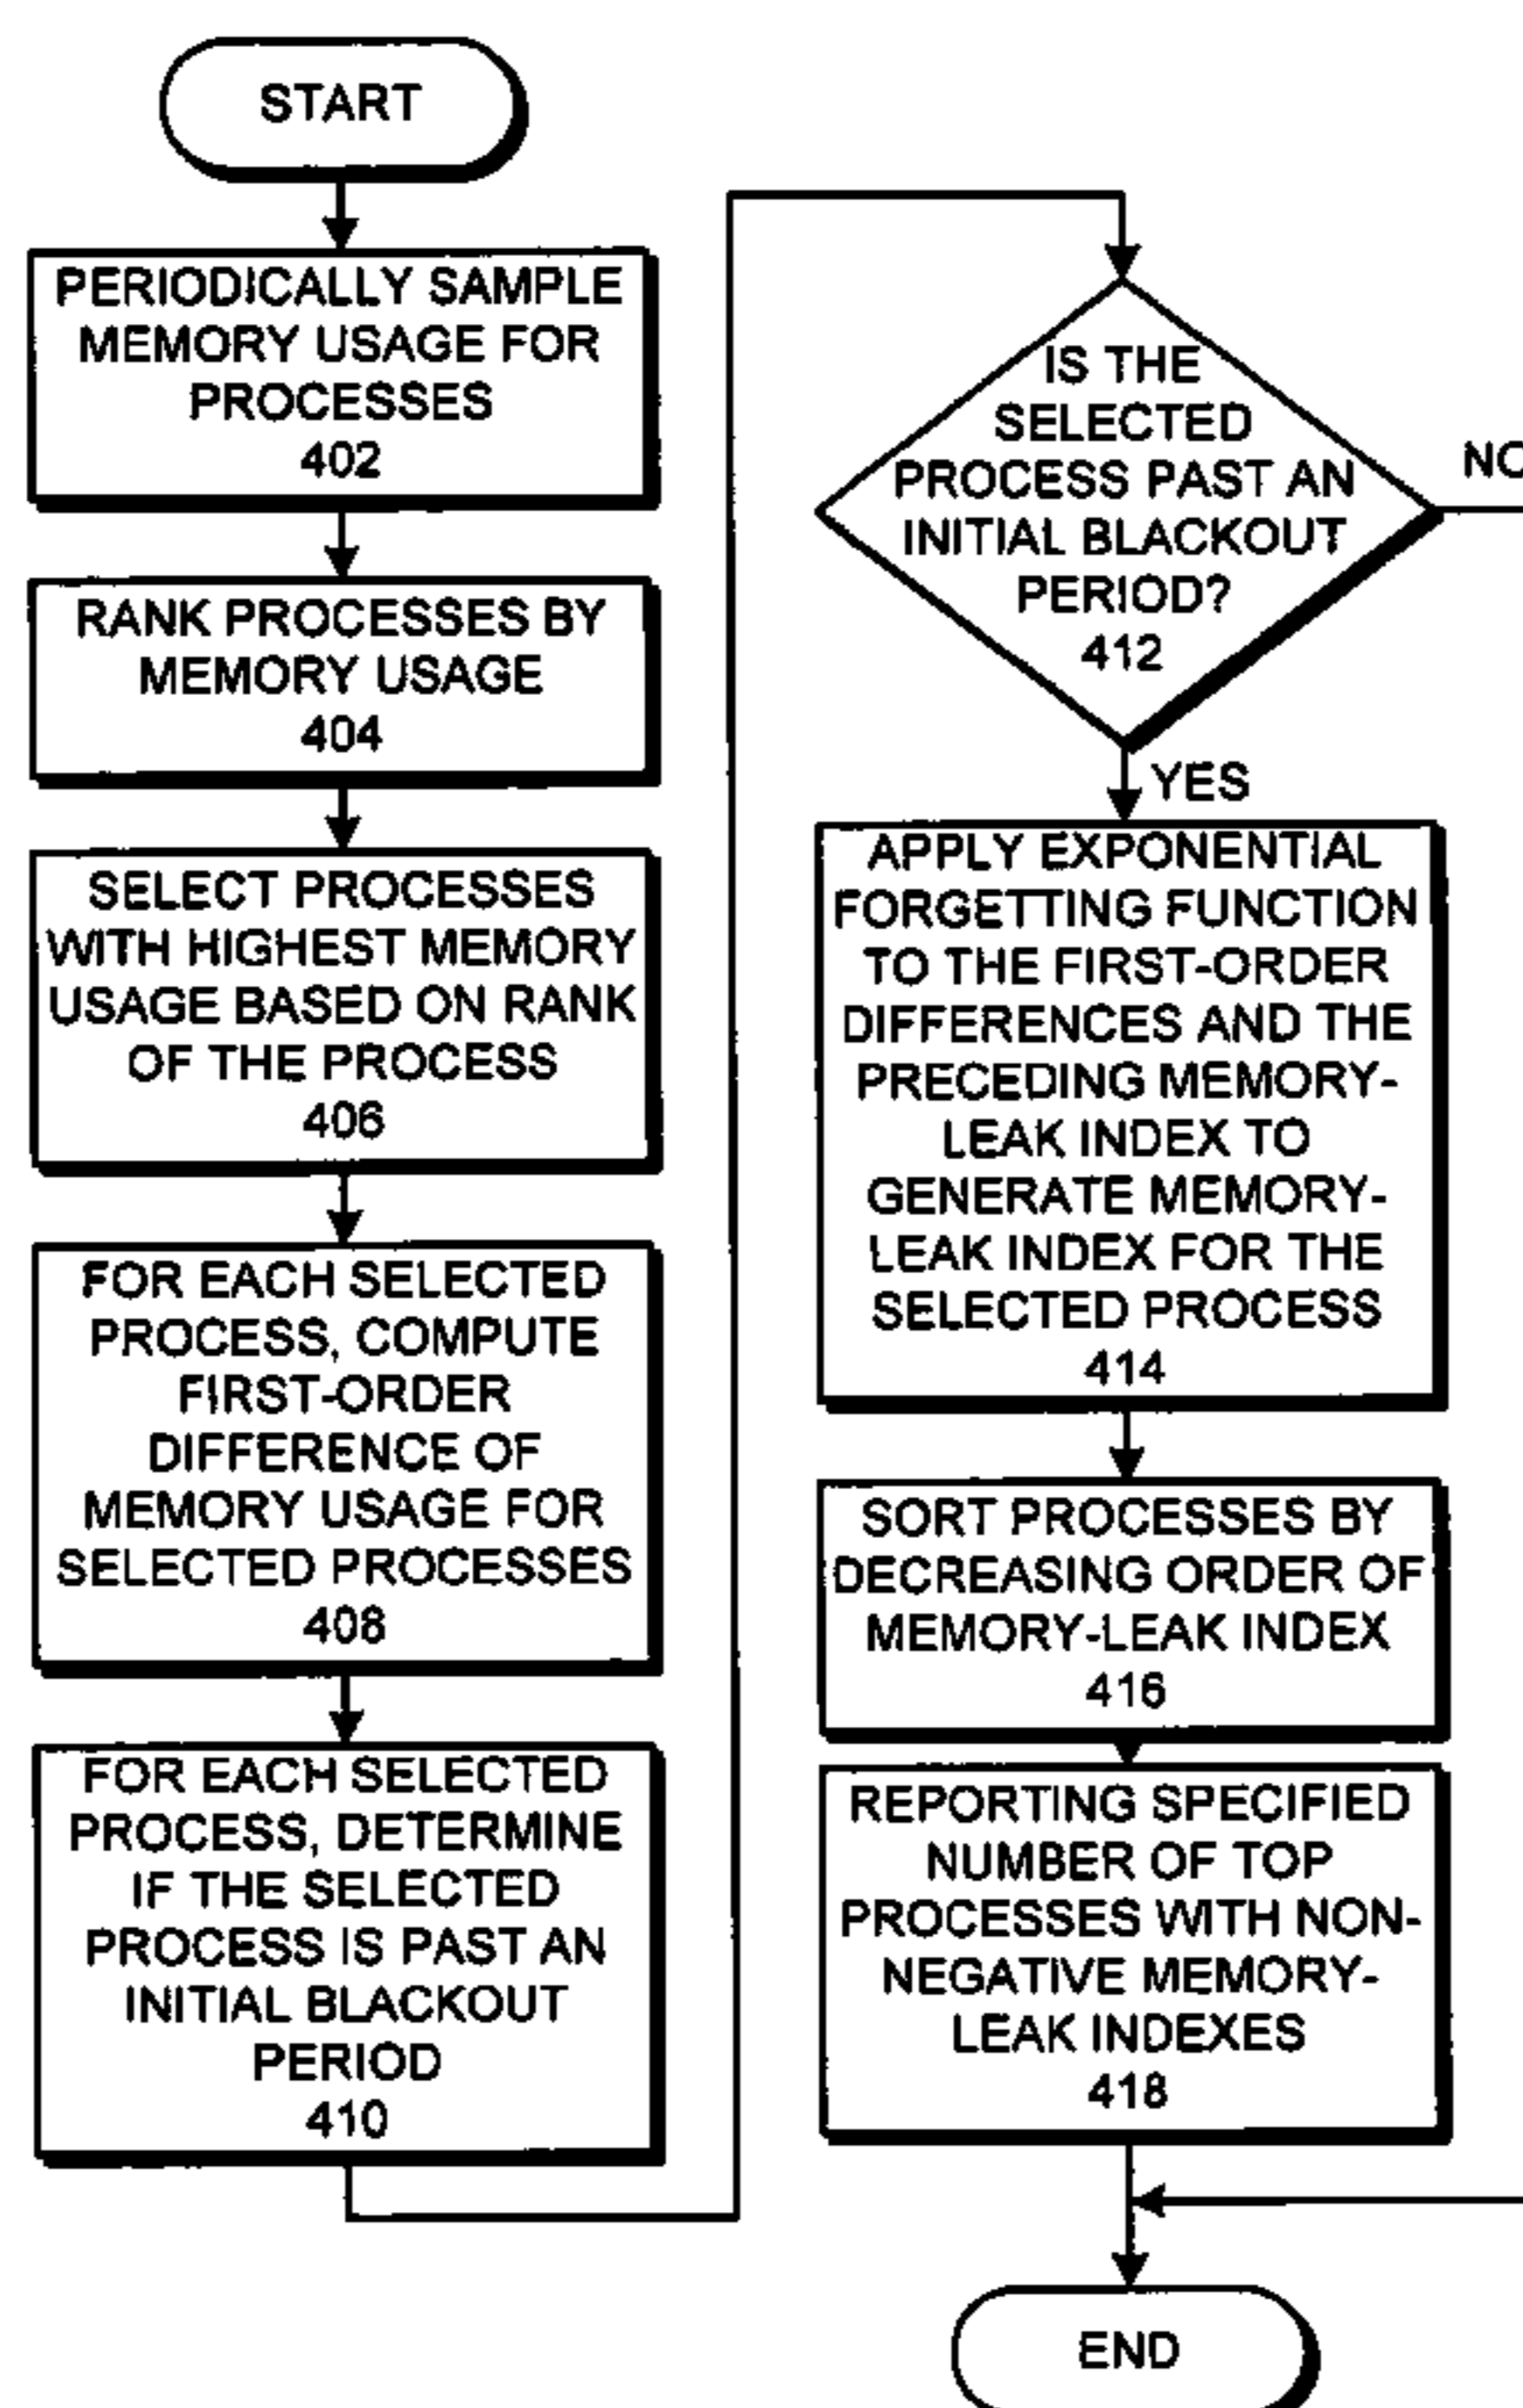 START
PERIODICALLY SAMPLE
MEMORY USAGE FOR
PROCESSES
402
RANK PROCESSES BY
MEMORY USAGE
404
SELECT PROCESSES
WITH HIGHEST MEMORY
USAGE BASED ON RANK
OF THE PROCESS
406
FOR EACH SELECTED
PROCESS, COMPUTE
FIRST-ORDER
DIFFERENCE OF
MEMORY USAGE FOR
SELECTED PROCESSES
408
FOR EACH SELECTED
PROCESS, DETERMINE
IF THE SELECTED
PROCESS IS PAST AN
INITIAL BLACKOUT
PERIOD
410
IS THE
SELECTED
PROCESS PAST AN
INITIAL BLACKOUT
PERIOD?
412
NO
YES
APPLY EXPONENTIAL
FORGETTING FUNCTION
TO THE FIRST-ORDER
DIFFERENCES AND THE
PRECEDING MEMORY-
LEAK INDEX TO
GENERATE MEMORY-
LEAK INDEX FOR THE
SELECTED PROCESS
414
SORT PROCESSES BY
DECREASING ORDER OF
MEMORY-LEAK INDEX
416
REPORTING SPECIFIED
NUMBER OF TOP
PROCESSES WITH NON-
NEGATIVE MEMORY-
LEAK INDEXES
418
END